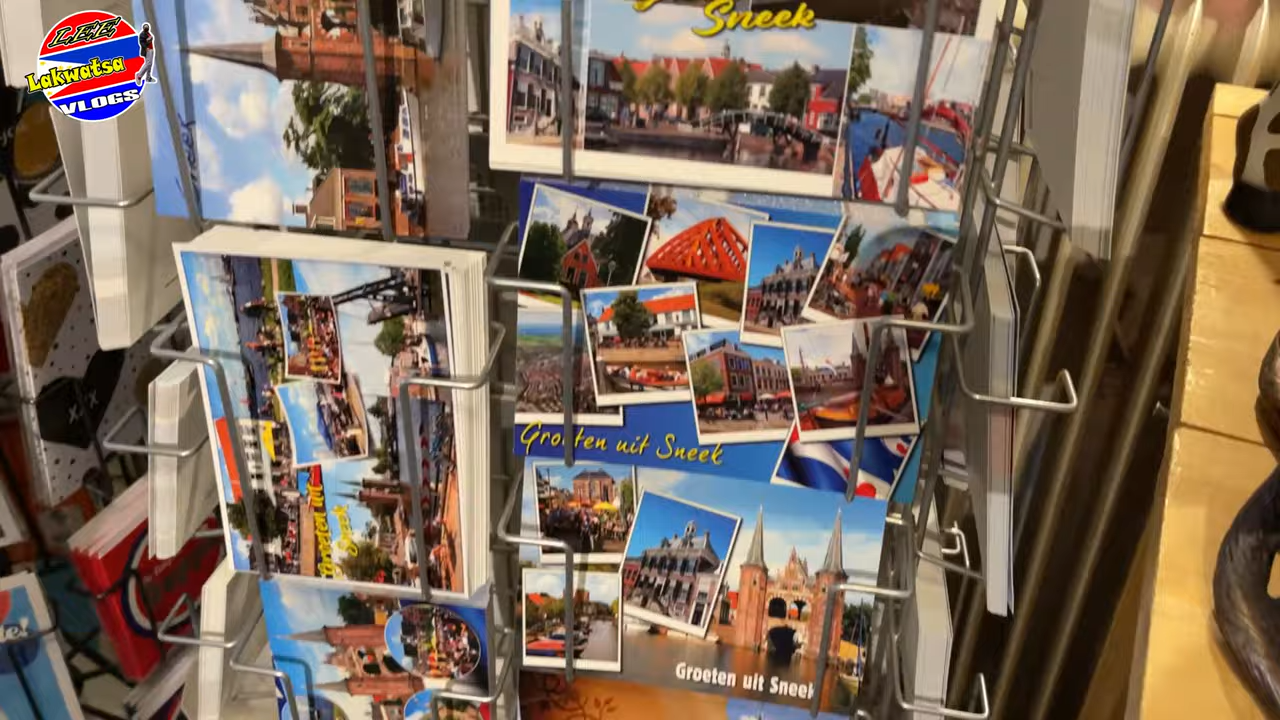 LEE
Lakwatsa
VLOGS
Sneek
Groeten uit Sneek
Groeten uit
Sneek
Groeten uit Sneek